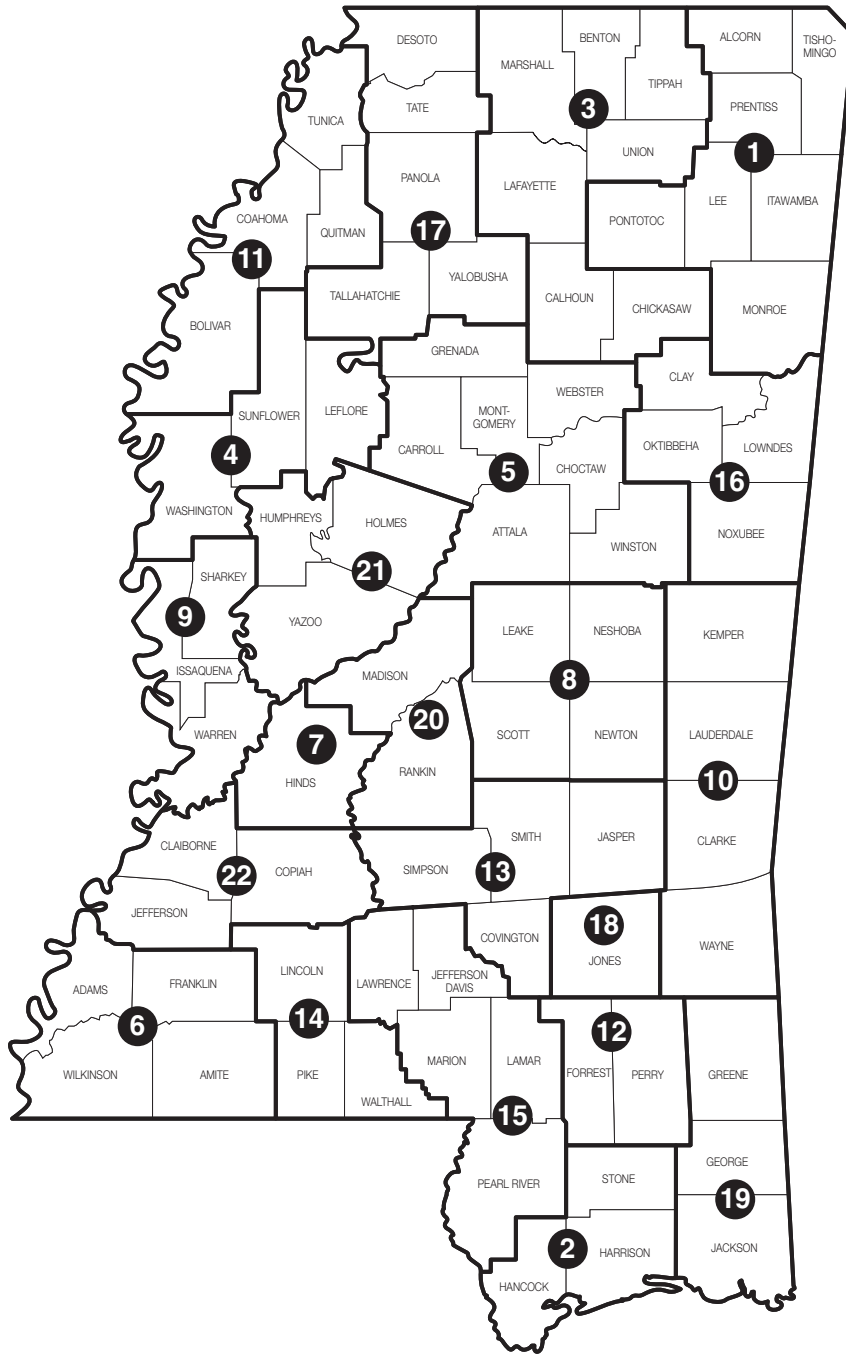 DESOTO
MARSHALL
BENTON
TIPPAH
ALCORN
TISHO-
MINGO
TUNICA
TATE
3
PRENTISS
1
UNION
PANOLA
LAFAYETTE
PONTOTOC
LEE
ITAWAMBA
COAHOMA
QUITMAN
17
11
TALLAHATCHIE
YALOBUSHA
CALHOUN
CHICKASAW
MONROE
BOLIVAR
GRENADA
CLAY
WEBSTER
SUNFLOWER
LEFLORE
MONT-
GOMERY
CARROLL
CHOCTAW
OKTIBBEHA
LOWNDES
4
5
16
WASHINGTON
HUMPHREYS
HOLMES
ATTALA
WINSTON
NOXUBEE
21
SHARKEY
9
YAZOO
LEAKE
NESHOBA
KEMPER
ISSAQUENA
MADISON
8
WARREN
7
20
SCOTT
NEWTON
LAUDERDALE
HINDS
RANKIN
10
CLAIBORNE
SMITH
JASPER
CLARKE
22
COPIAH
SIMPSON
13
JEFFERSON
COVINGTON
18
JONES
WAYNE
ADAMS
FRANKLIN
LINCOLN
LAWRENCE
JEFFERSON
DAVIS
6
14
12
WILKINSON
AMITE
PIKE
WALTHALL
MARION
LAMAR
FORREST
PERRY
GREENE
15
PEARL RIVER
STONE
GEORGE
19
2
HANCOCK
HARRISON
JACKSON